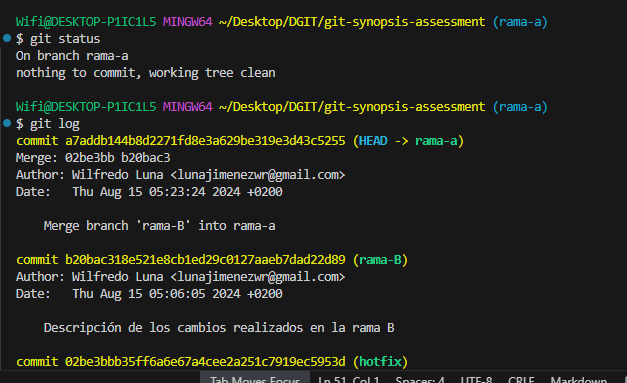 Wifi@DESKTOP-P1IC1L5 MINGW64 ~/Desktop/DGIT/git-synopsis-assessment (rama-a)
$ git status
On branch rama-a
nothing to commit, working tree clean
Wifi@DESKTOP-P1IC1L5 MINGW64 ~/Desktop/DGIT/git-synopsis-assessment (rama-a)
$ git log
commit a7addb144b8d2271fd8e3a629be319e3d43c5255 (HEAD -> rama-a)
Merge: 02be3bb b20bac3
Author: Wilfredo Luna <lunajimenezwr@gmail.com>
Date:   Thu Aug 15 05:23:24 2024 +0200
Merge branch 'rama-B' into rama-a
commit b20bac318e521e8cb1ed29c0127aaeb7dad22d89 (rama-B)
Author: Wilfredo Luna <lunajimenezwr@gmail.com>
Date:   Thu Aug 15 05:06:05 2024 +0200
Descripción de los cambios realizados en la rama B
commit 02be3bbb35ff6a6e67a4cee2a251c7919ec5953d (hotfix)
Tab Moves Focus Ln 51, Col 1 Spaces: 4 UTF-8 CRLF Markdown